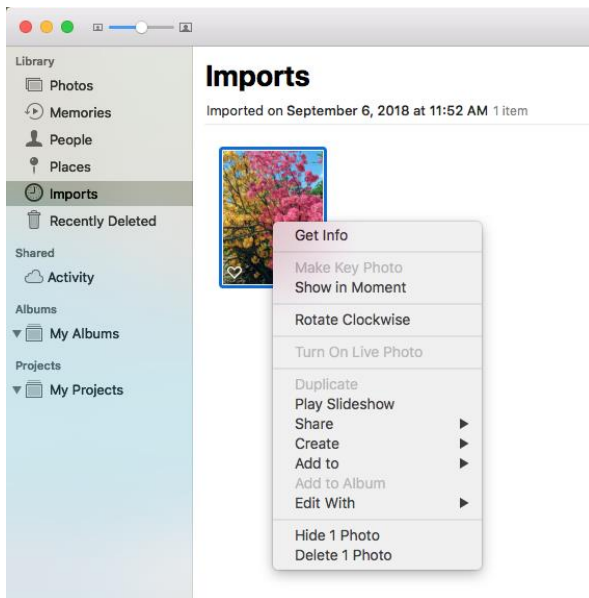 Library
Photos
Memories
People
Places
Imports
Recently Deleted
Shared
Activity
Albums
My Albums
Projects
My Projects
Imports
Imported on September 6, 2018 at 11:52 AM 1 item
Get Info
Make Key Photo
Show in Moment
Rotate Clockwise
Turn On Live Photo
Duplicate
Play Slideshow
Share
Create
Add to
Add to Album
Edit With
Hide 1 Photo
Delete 1 Photo